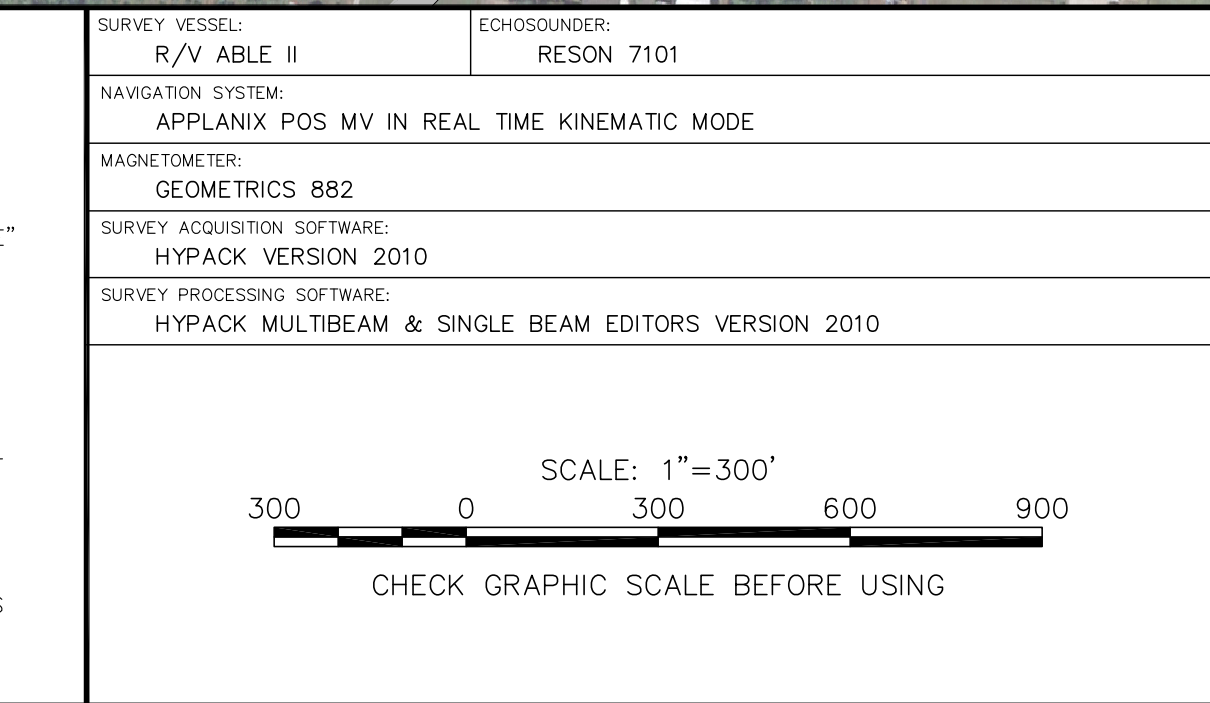 SURVEY VESSEL:
R/V ABLE II
ECHOSOUNDER:
RESON 7101
NAVIGATION SYSTEM:
APPLANIX POS MV IN REAL TIME KINEMATIC MODE
MAGNETOMETER:
GEOMETRICS 882
SURVEY ACQUISITION SOFTWARE:
HYPACK VERSION 2010
SURVEY PROCESSING SOFTWARE:
HYPACK MULTIBEAM & SINGLE BEAM EDITORS VERSION 2010
SCALE: 1"=300'
300 0 300 600 900
CHECK GRAPHIC SCALE BEFORE USING